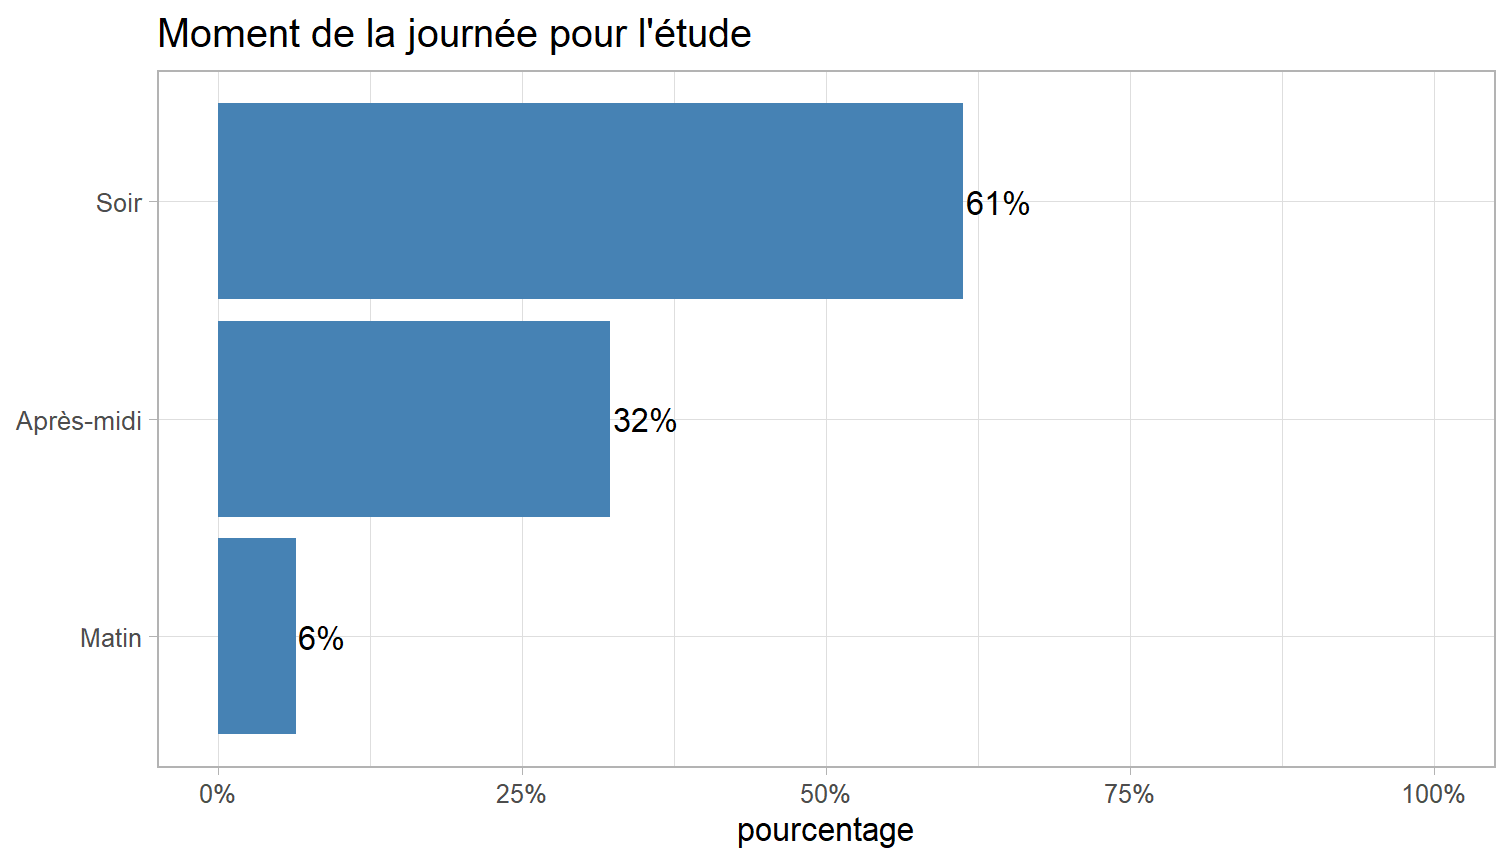 Moment de la journée pour l'étude
Soir
61%
Après-midi
32%
Matin
6%
0% 25% 50% 75% 100%
pourcentage